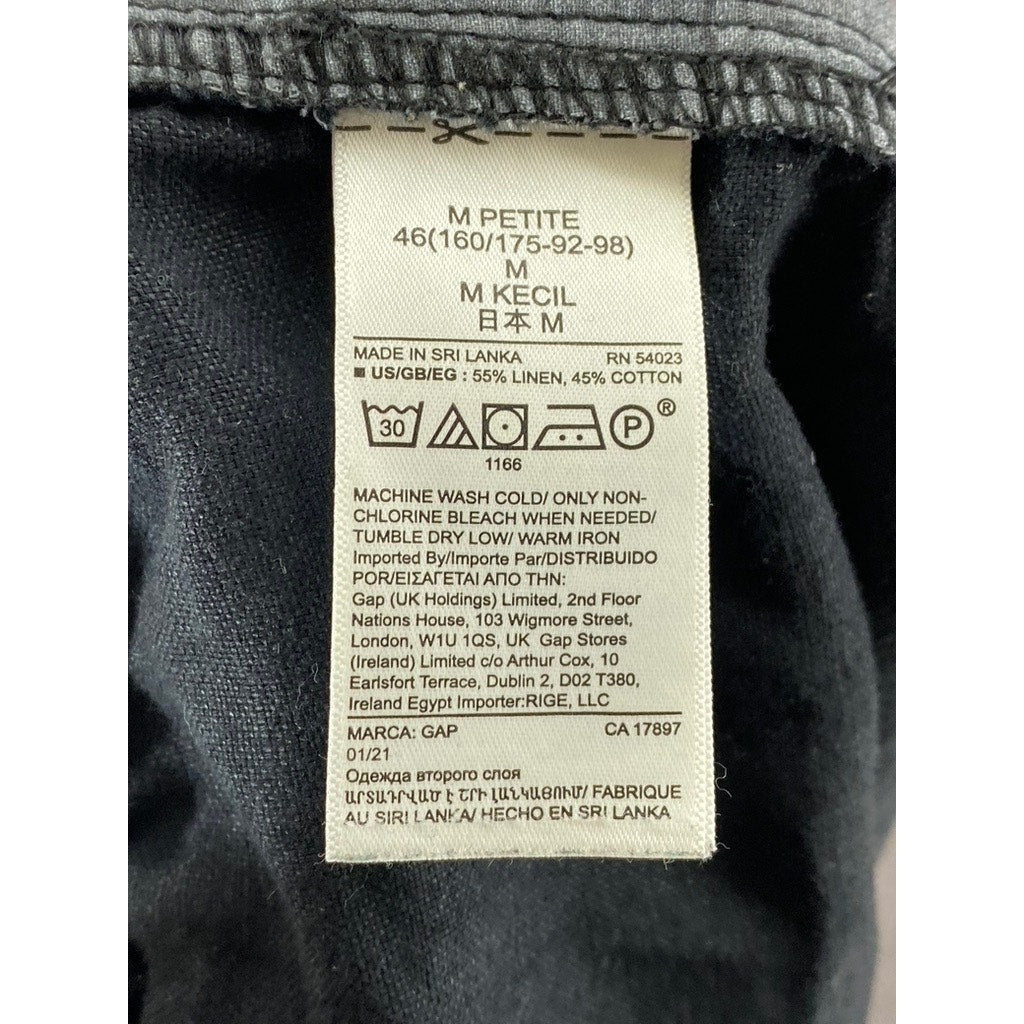 M PETITE
46(160/175-92-98)
M
M KECIL
日本 M
MADE IN SRI LANKA RN 54023
■ US/GB/EG : 55% LINEN, 45% COTTON
30 P ®
1166
MACHINE WASH COLD/ ONLY NON-
CHLORINE BLEACH WHEN NEEDED/
TUMBLE DRY LOW/ WARM IRON
Imported By/Importe Par/DISTRIBUIDO
POR/ΕΙΣΑΓΕΤΑΙ ΑΠΟ ΤΗΝ:
Gap (UK Holdings) Limited, 2nd Floor
Nations House, 103 Wigmore Street,
London, W1U 1QS, UK Gap Stores
(Ireland) Limited c/o Arthur Cox, 10
Earlsfort Terrace, Dublin 2, D02 T380,
Ireland Egypt Importer:RIGE, LLC
MARCA: GAP CA 17897
01/21
Одежда второго слоя
ԱՐՏԱԴՐՎԱԾ Է ՇՐԻ ԼԱՆԿԱՅՈՒՄ/ FABRIQUE
AU SIRI LANKA/ HECHO EN SRI LANKA